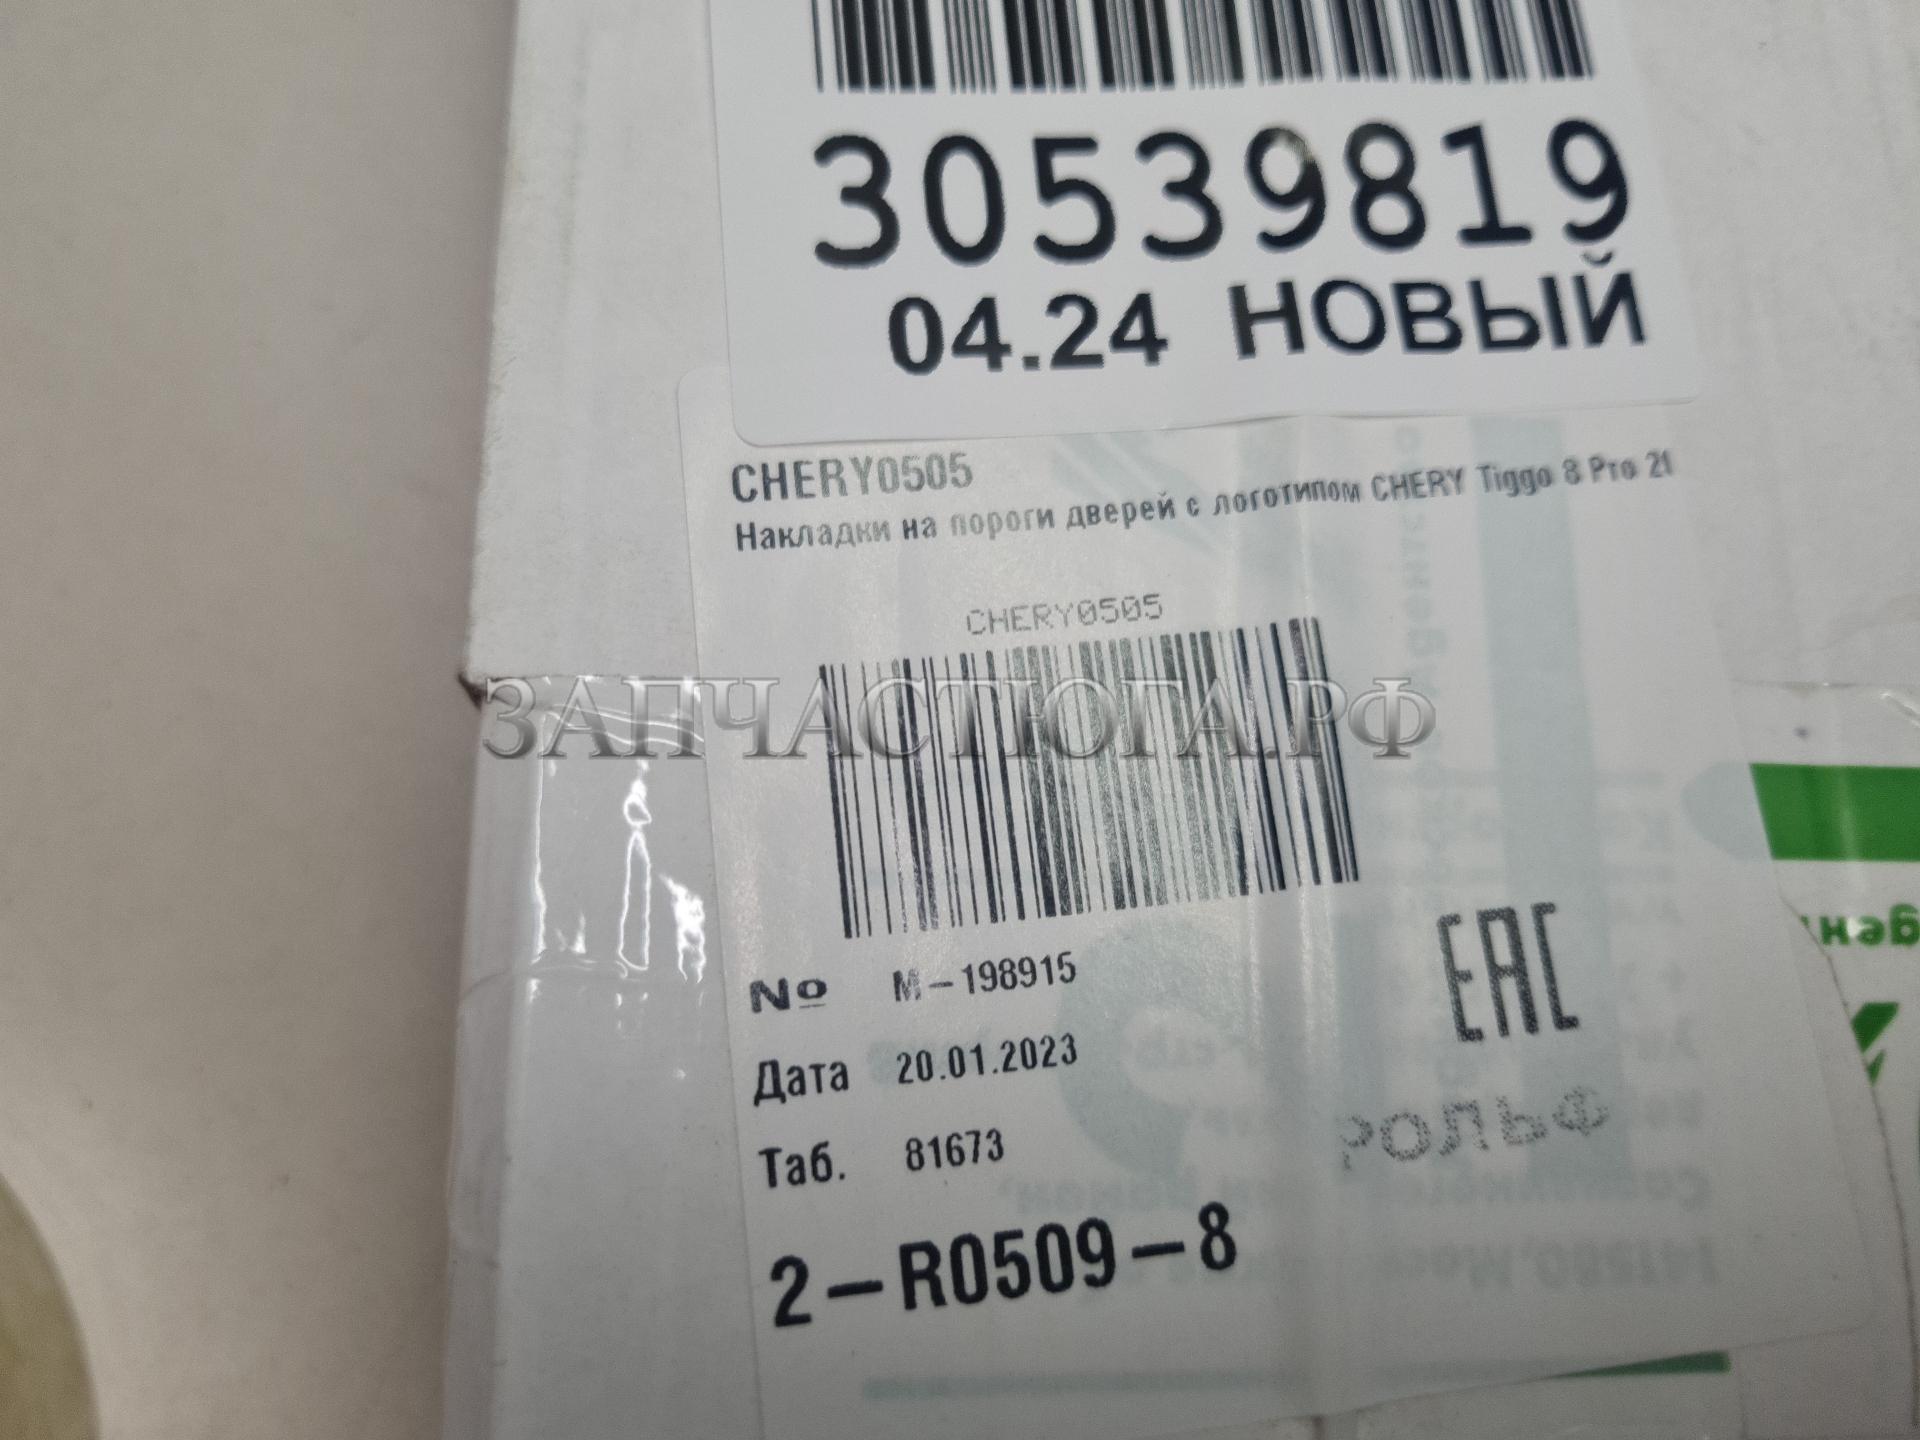 30539819
04.24 НОВЫЙ
CHERY0505
Накладки на пороги дверей с логотипом CHERY Tiggo 8 Pro 21
CHERY0505
ЗАПЧАСТЮГА.РФ
№ М-198915
Дата 20.01.2023
EAC
Таб. 81673
РОЛЬФ
2-R0509-8